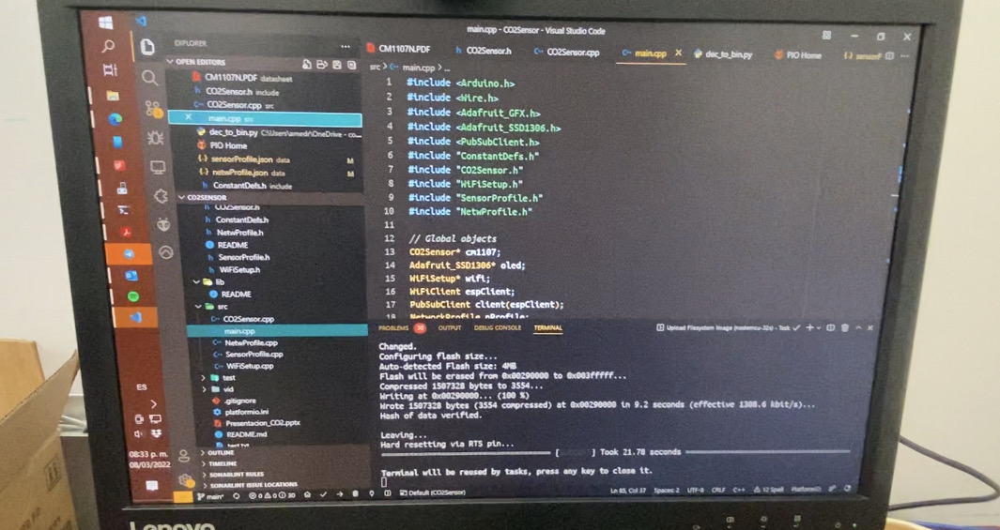 main.cpp - CO2Sensor - Visual Studio Code
EXPLORER
OPEN EDITORS
CM1107N.PDF datasheet
CO2Sensor.h include
CO2Sensor.cpp src
main.cpp src
dec_to_bin.py C:\Users\amedr\OneDrive - co...
PIO Home
{.} sensorProfile.json data M
{.} netwProfile.json data M
ConstantDefs.h include
CO2SENSOR
CO2Sensor.h
ConstantDefs.h
NetwProfile.h
README
SensorProfile.h
WiFiSetup.h
lib
README
src
CO2Sensor.cpp
main.cpp
NetwProfile.cpp
SensorProfile.cpp
WiFiSetup.cpp
test
vid
.gitignore
platformio.ini
Presentacion_CO2.pptx
README.md
OUTLINE
TIMELINE
SONARLINT RULES
SONARLINT ISSUE LOCATIONS
CM1107N.PDF
CO2Sensor.h
CO2Sensor.cpp
main.cpp
dec_to_bin.py
PIO Home
src > main.cpp > ...
1 #include <Arduino.h>
2 #include <Wire.h>
3 #include <Adafruit_GFX.h>
4 #include <Adafruit_SSD1306.h>
5 #include <PubSubClient.h>
6 #include "ConstantDefs.h"
7 #include "CO2Sensor.h"
8 #include "WiFiSetup.h"
9 #include "SensorProfile.h"
10 #include "NetwProfile.h"
11
12 // Global objects
13 CO2Sensor* cm1107;
14 Adafruit_SSD1306* oled;
15 WiFiSetup* wifi;
16 WiFiClient espClient;
17 PubSubClient client(espClient);
18 NetworkProfile nProfile;
PROBLEMS 30 OUTPUT DEBUG CONSOLE TERMINAL
Upload Filesystem Image (nodemcu-32s) - Task
Changed.
Configuring flash size...
Auto-detected Flash size: 4MB
Flash will be erased from 0x00290000 to 0x003fffff...
Compressed 1507328 bytes to 3554...
Writing at 0x00290000... (100 %)
Wrote 1507328 bytes (3554 compressed) at 0x00290000 in 9.2 seconds (effective 1308.6 kbit/s)...
Hash of data verified.
Leaving...
Hard resetting via RTS pin...
Took 21.78 seconds
Terminal will be reused by tasks, press any key to close it.
ES
08:33 p. m.
08/03/2022
main*
0 0 30
Default (CO2Sensor)
Ln 85, Col 37 Spaces: 2 UTF-8 CRLF C++ 12 Spell PlatformIO
Lenovo